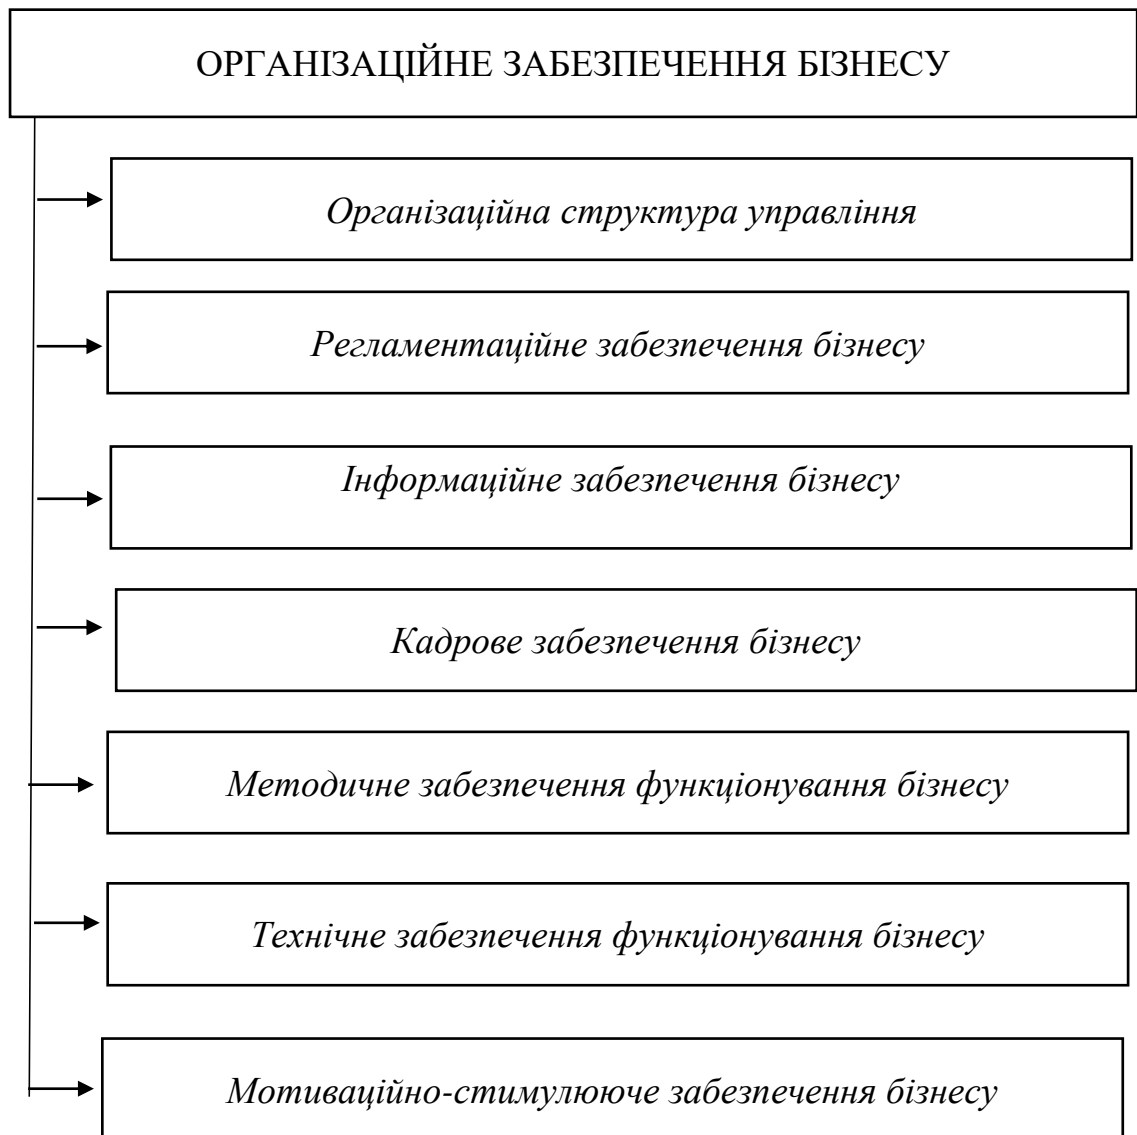 ОРГАНІЗАЦІЙНЕ ЗАБЕЗПЕЧЕННЯ БІЗНЕСУ
Організаційна структура управління
Регламентаційне забезпечення бізнесу
Інформаційне забезпечення бізнесу
Кадрове забезпечення бізнесу
Методичне забезпечення функціонування бізнесу
Технічне забезпечення функціонування бізнесу
Мотиваційно-стимулююче забезпечення бізнесу